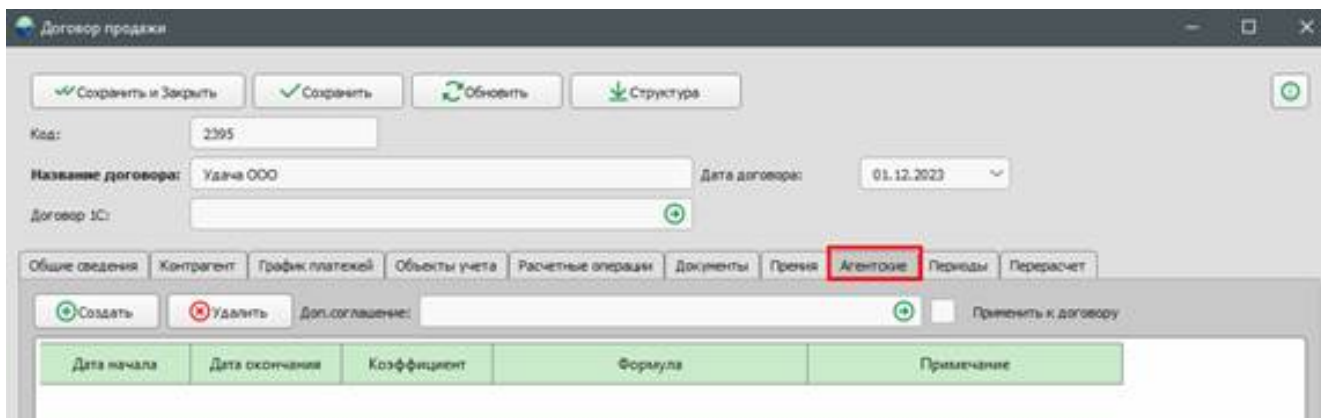 Договор продажи
Сохранить и Закрыть Сохранить Обновить Структура
Код: 2395
Название договора: Удача ООО Дата договора: 01.12.2023
Договор 1С:
Общие сведения Контрагент График платежей Объекты учета Расчетные операции Документы Премия Агентские Периоды Перерасчет
Создать Удалить Доп.соглашение: Применить к договору
Дата начала Дата окончания Коэффициент Формула Примечание